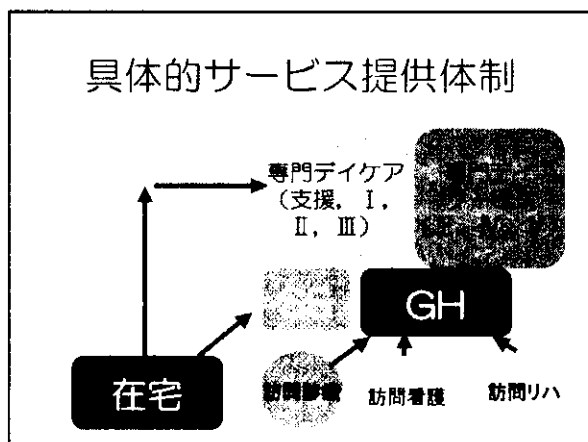 具体的サービス提供体制
専門デイケア
(支援, Ⅰ,
Ⅱ, Ⅲ)
GH
在宅
訪問診療
訪問看護
訪問リハ